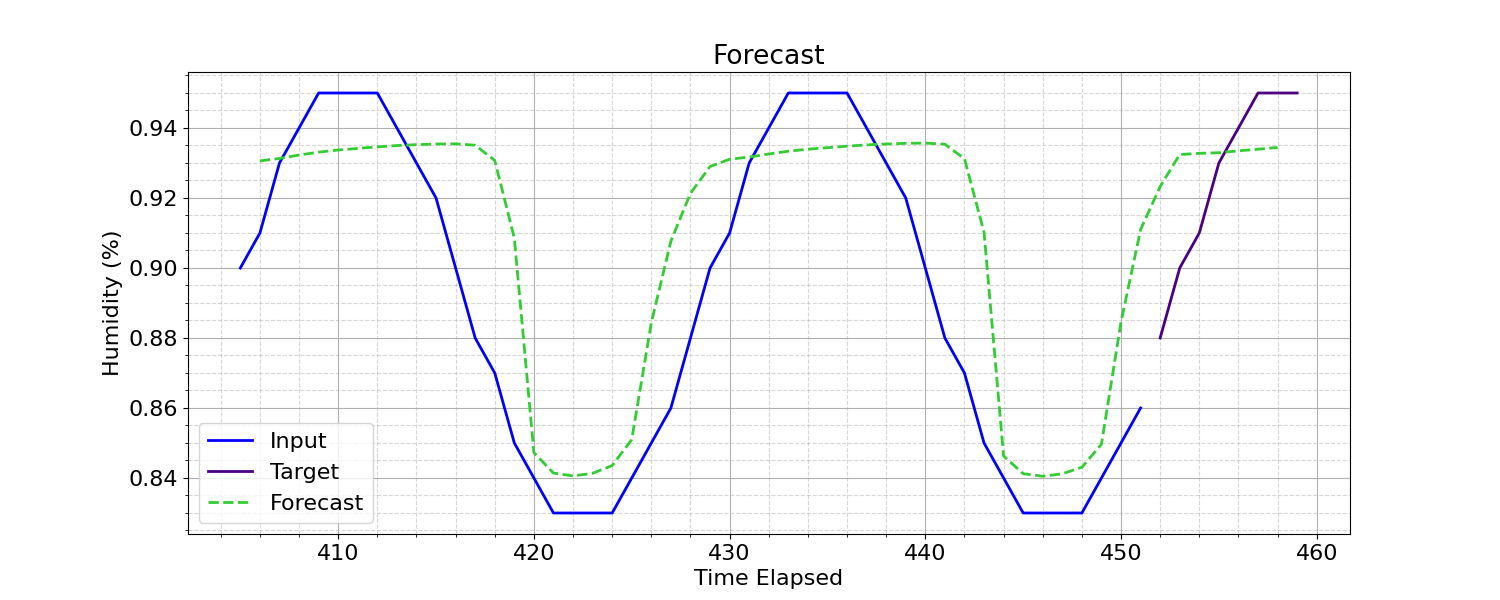 Forecast
Humidity (%)
0.94
0.92
0.90
0.88
0.86
0.84
Input
Target
Forecast
410 420 430 440 450 460
Time Elapsed